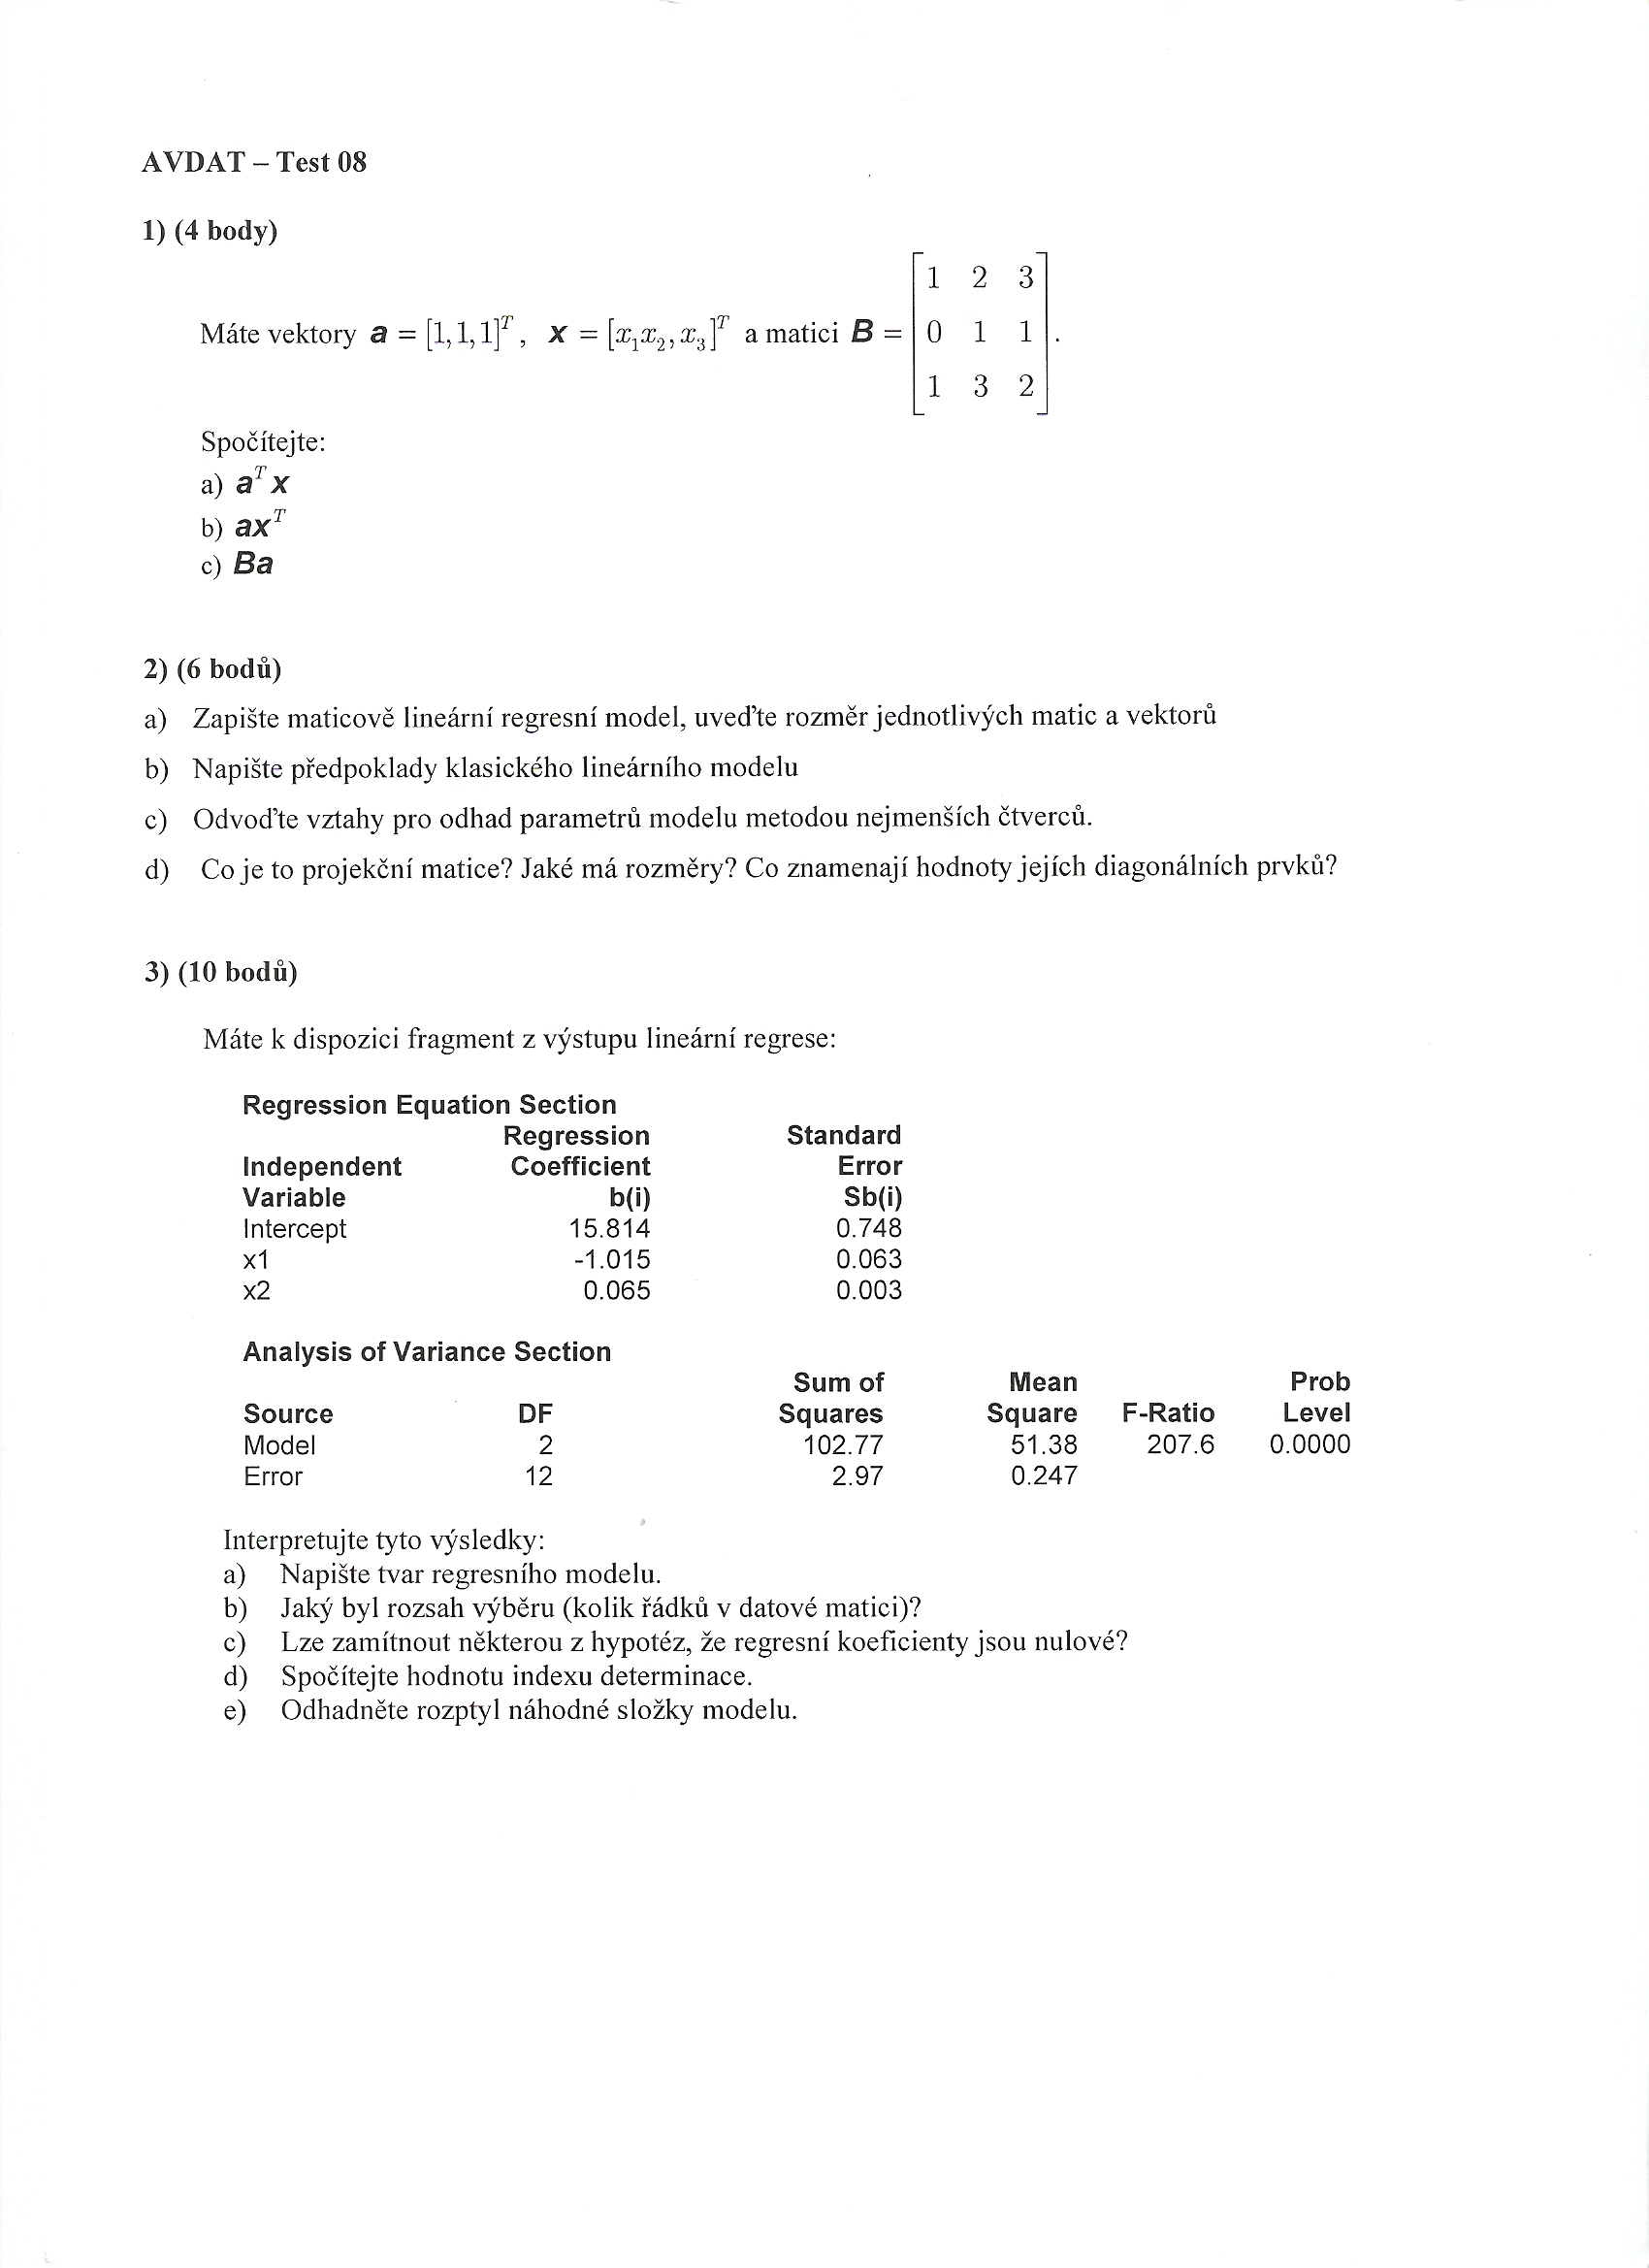 AVDAT – Test 08
1) (4 body)
Máte vektory a = [1,1,1]^T , x = [x₁x₂, x₃]^T a matici B = [1 2 3
0 1 1
1 3 2] .
Spočítejte:
a) a^T x
b) ax^T
c) Ba
2) (6 bodů)
a) Zapište maticově lineární regresní model, uveďte rozměr jednotlivých matic a vektorů
b) Napište předpoklady klasického lineárního modelu
c) Odvoďte vztahy pro odhad parametrů modelu metodou nejmenších čtverců.
d) Co je to projekční matice? Jaké má rozměry? Co znamenají hodnoty jejích diagonálních prvků?
3) (10 bodů)
Máte k dispozici fragment z výstupu lineární regrese:
Regression Equation Section
Regression Standard
Independent Coefficient Error
Variable b(i) Sb(i)
Intercept 15.814 0.748
x1 -1.015 0.063
x2 0.065 0.003
Analysis of Variance Section
Sum of Mean Prob
Source DF Squares Square F-Ratio Level
Model 2 102.77 51.38 207.6 0.0000
Error 12 2.97 0.247
Interpretujte tyto výsledky:
a) Napište tvar regresního modelu.
b) Jaký byl rozsah výběru (kolik řádků v datové matici)?
c) Lze zamítnout některou z hypotéz, že regresní koeficienty jsou nulové?
d) Spočítejte hodnotu indexu determinace.
e) Odhadněte rozptyl náhodné složky modelu.